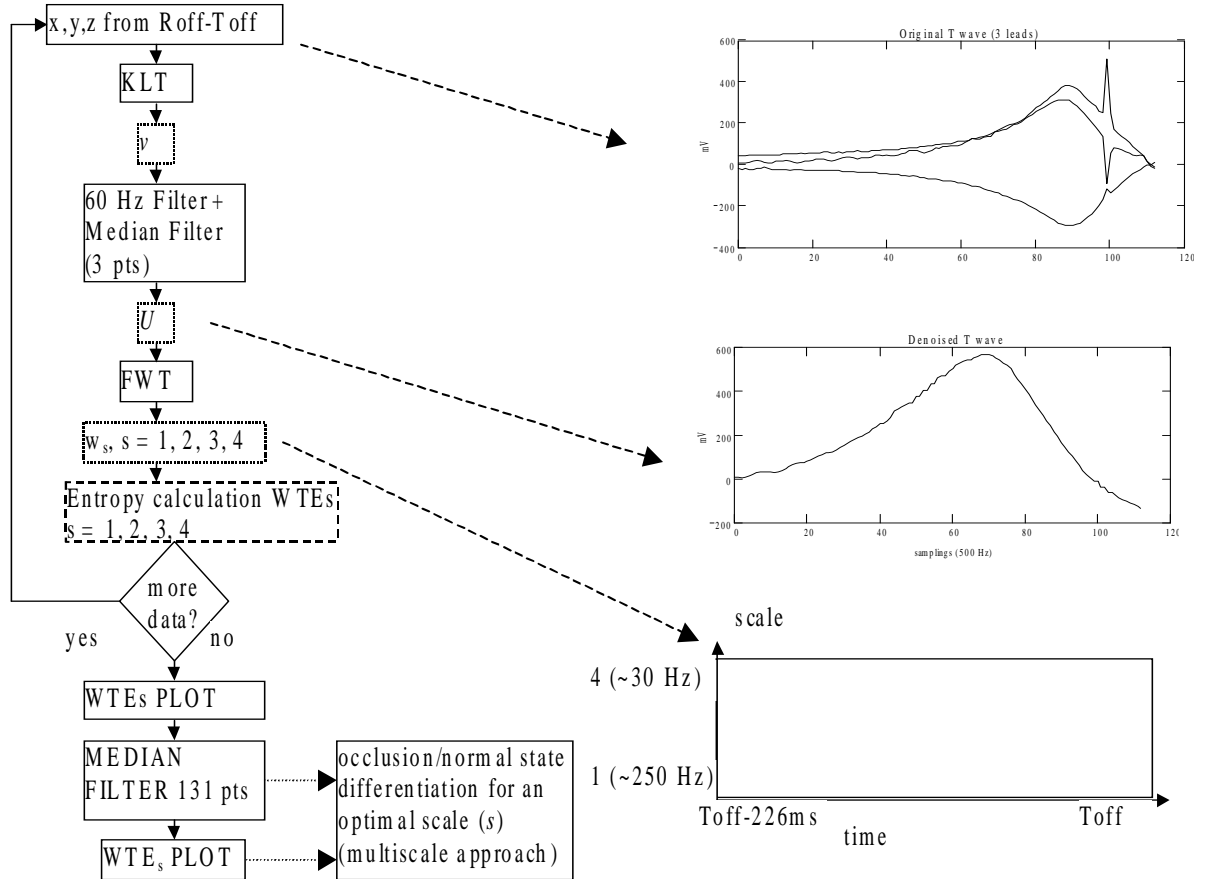 x,y,z from Roff-Toff
KLT
v
60 Hz Filter+
Median Filter
(3 pts)
U
FWT
ws, s = 1, 2, 3, 4
Entropy calculation WTEs
s = 1, 2, 3, 4
more
data?
yes
no
WTEs PLOT
MEDIAN
FILTER 131 pts
WTEs PLOT
occlusion/normal state
differentiation for an
optimal scale (s)
(multiscale approach)
Original T wave (3 leads)
600
400
200
0
−200
−400
mV
0 20 40 60 80 100 120
Denoised T wave
600
400
200
0
−200
mV
0 20 40 60 80 100 120
samplings (500 Hz)
scale
4 (~30 Hz)
1 (~250 Hz)
Toff-226ms
Toff
time